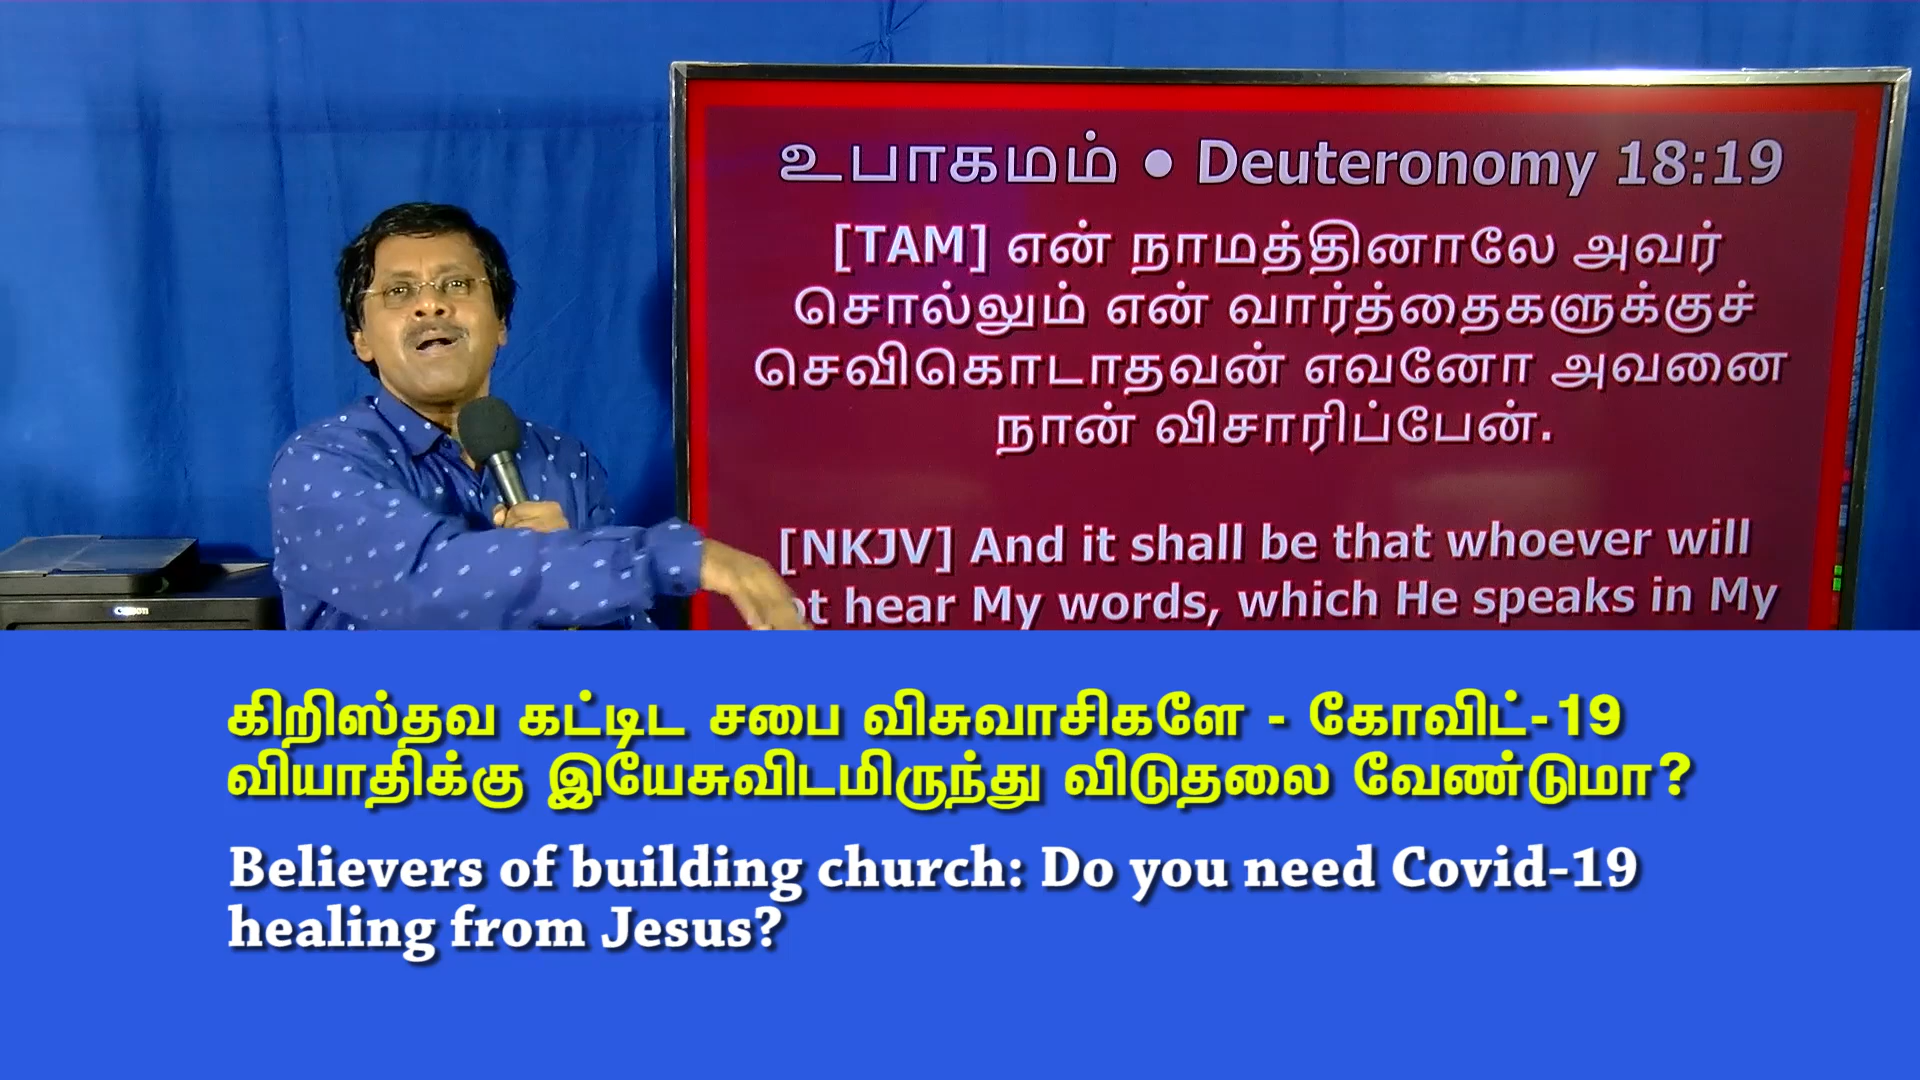 உபாகமம் • Deuteronomy 18:19
[TAM] என் நாமத்தினாலே அவர்
சொல்லும் என் வார்த்தைகளுக்குச்
செவிகொடாதவன் எவனோ அவனை
நான் விசாரிப்பேன்.
[NKJV] And it shall be that whoever will
hear My words, which He speaks in My
Canon
கிறிஸ்தவ கட்டிட சபை விசுவாசிகளே - கோவிட்-19
வியாதிக்கு இயேசுவிடமிருந்து விடுதலை வேண்டுமா?
Believers of building church: Do you need Covid-19
healing from Jesus?